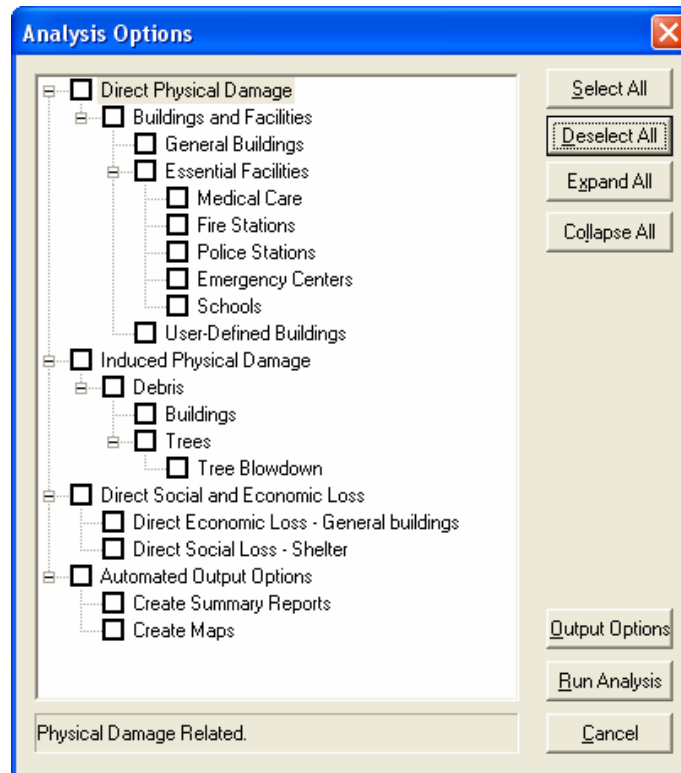 Analysis Options
Direct Physical Damage
Buildings and Facilities
General Buildings
Essential Facilities
Medical Care
Fire Stations
Police Stations
Emergency Centers
Schools
User-Defined Buildings
Induced Physical Damage
Debris
Buildings
Trees
Tree Blowdown
Direct Social and Economic Loss
Direct Economic Loss - General buildings
Direct Social Loss - Shelter
Automated Output Options
Create Summary Reports
Create Maps
Select All
Deselect All
Expand All
Collapse All
Output Options
Run Analysis
Physical Damage Related.
Cancel